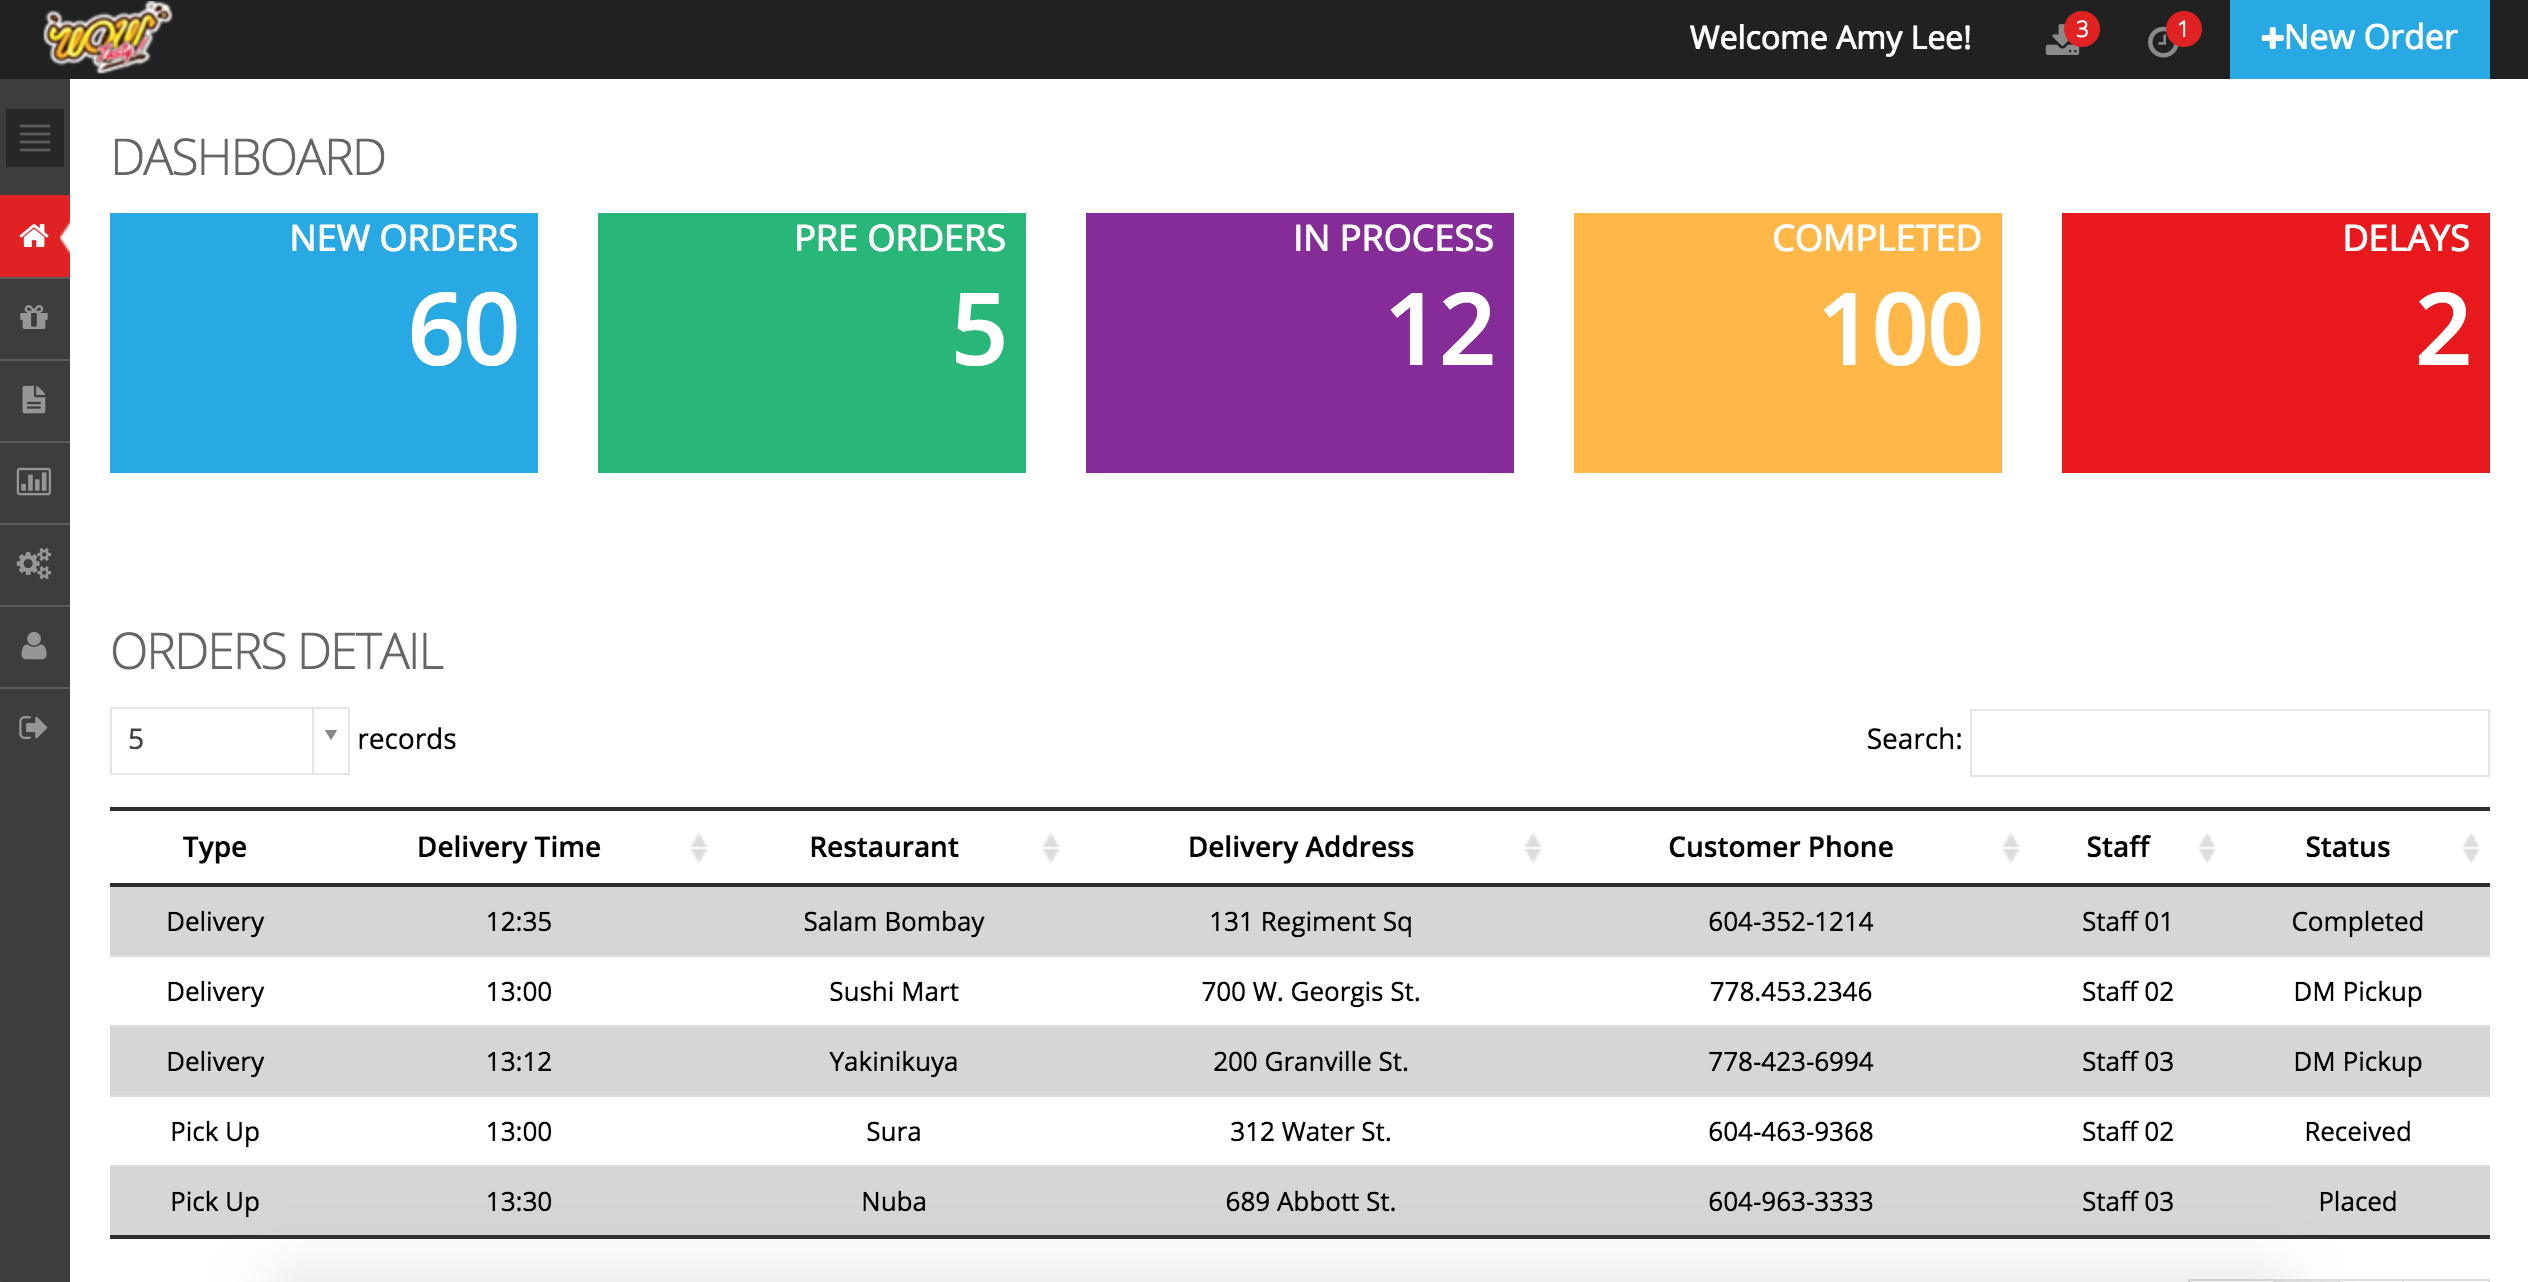 WOW
Welcome Amy Lee!
3
1
+New Order
DASHBOARD
NEW ORDERS
60
PRE ORDERS
5
IN PROCESS
12
COMPLETED
100
DELAYS
2
ORDERS DETAIL
5 records
Search:
Type Delivery Time Restaurant Delivery Address Customer Phone Staff Status
Delivery 12:35 Salam Bombay 131 Regiment Sq 604-352-1214 Staff 01 Completed
Delivery 13:00 Sushi Mart 700 W. Georgis St. 778.453.2346 Staff 02 DM Pickup
Delivery 13:12 Yakinikuya 200 Granville St. 778-423-6994 Staff 03 DM Pickup
Pick Up 13:00 Sura 312 Water St. 604-463-9368 Staff 02 Received
Pick Up 13:30 Nuba 689 Abbott St. 604-963-3333 Staff 03 Placed